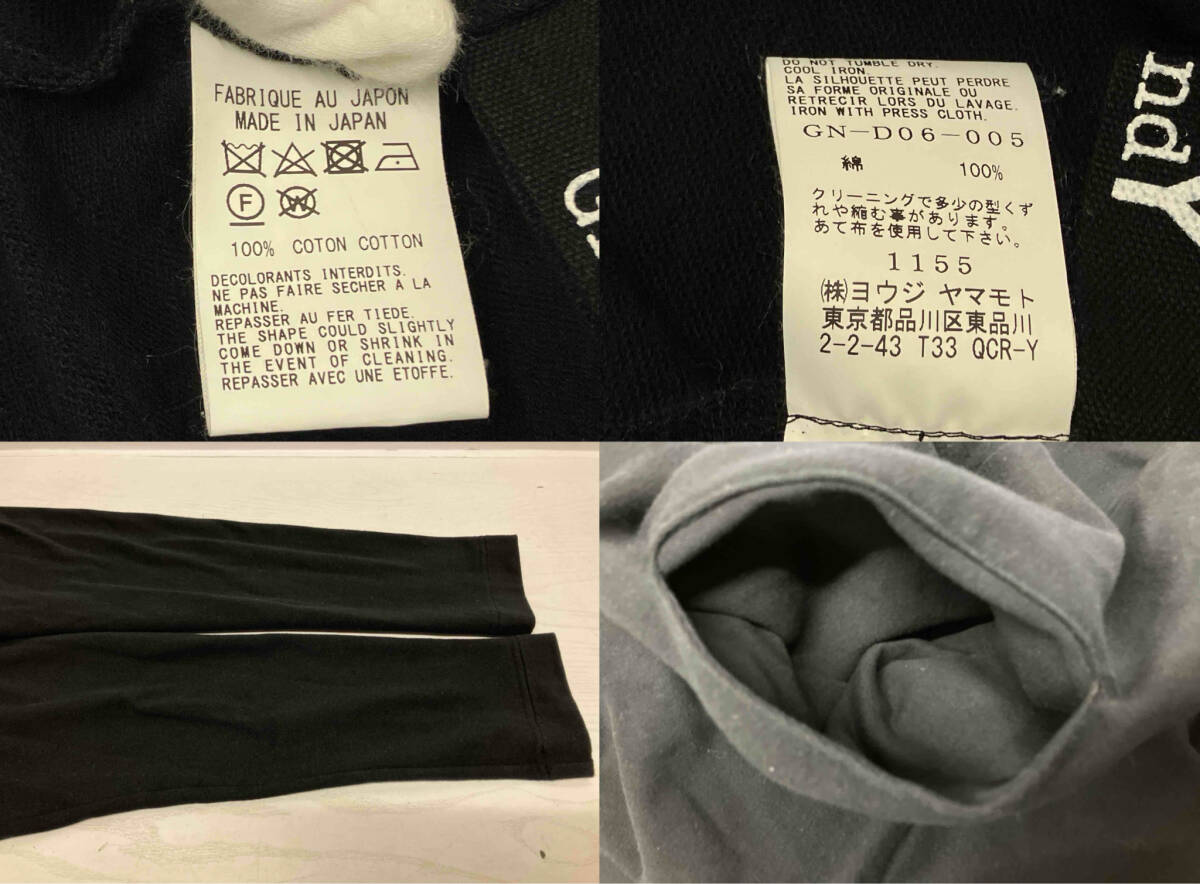 FABRIQUE AU JAPON
MADE IN JAPAN
F
W
100% COTON COTTON
DECOLORANTS INTERDITS.
NE PAS FAIRE SECHER A LA
MACHINE.
REPASSER AU FER TIEDE.
THE SHAPE COULD SLIGHTLY
COME DOWN OR SHRINK IN
THE EVENT OF CLEANING.
REPASSER AVEC UNE ETOFFE.
DO NOT TUMBLE DRY.
COOL IRON.
LA SILHOUETTE PEUT PERDRE
SA FORME ORIGINALE OU
RETRECIR LORS DU LAVAGE.
IRON WITH PRESS CLOTH.
GN-D06-005
綿 100%
クリーニングで多少の型くず
れや縮む事があります。
あて布を使用して下さい。
1155
㈱ヨウジ ヤマモト
東京都品川区東品川
2-2-43 T33 QCR-Y
ndY